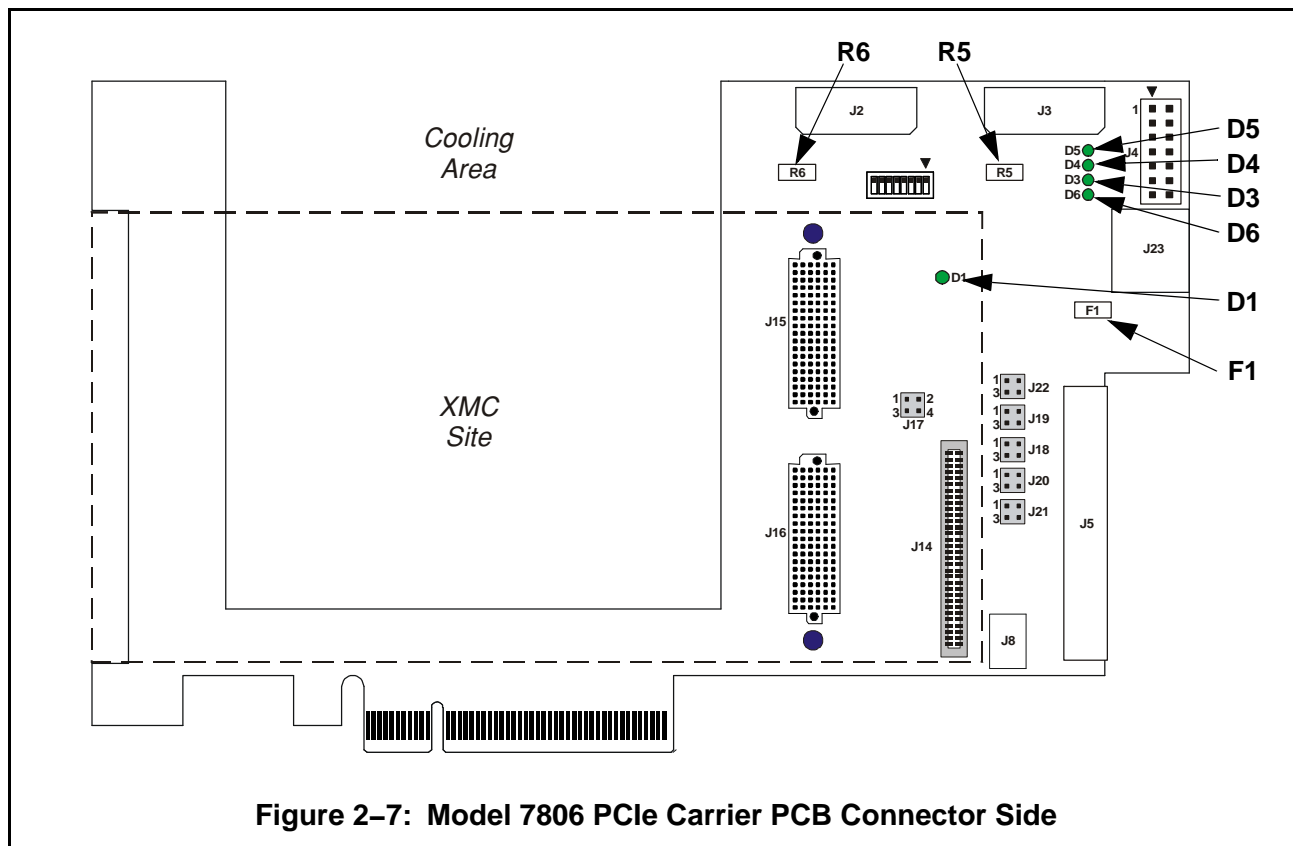 R6 R5
J2 J3 1
D5
D5
D4 J4
D4
R6 R5
D3
D3
D6
D6
Cooling
Area
J23
D1
D1
F1
F1
J15
XMC
Site
1 2
3 4
J17
1
3 J22
1
3 J19
1
3 J18
1
3 J20
1
3 J21
J16
J14
J5
J8
Figure 2–7: Model 7806 PCIe Carrier PCB Connector Side